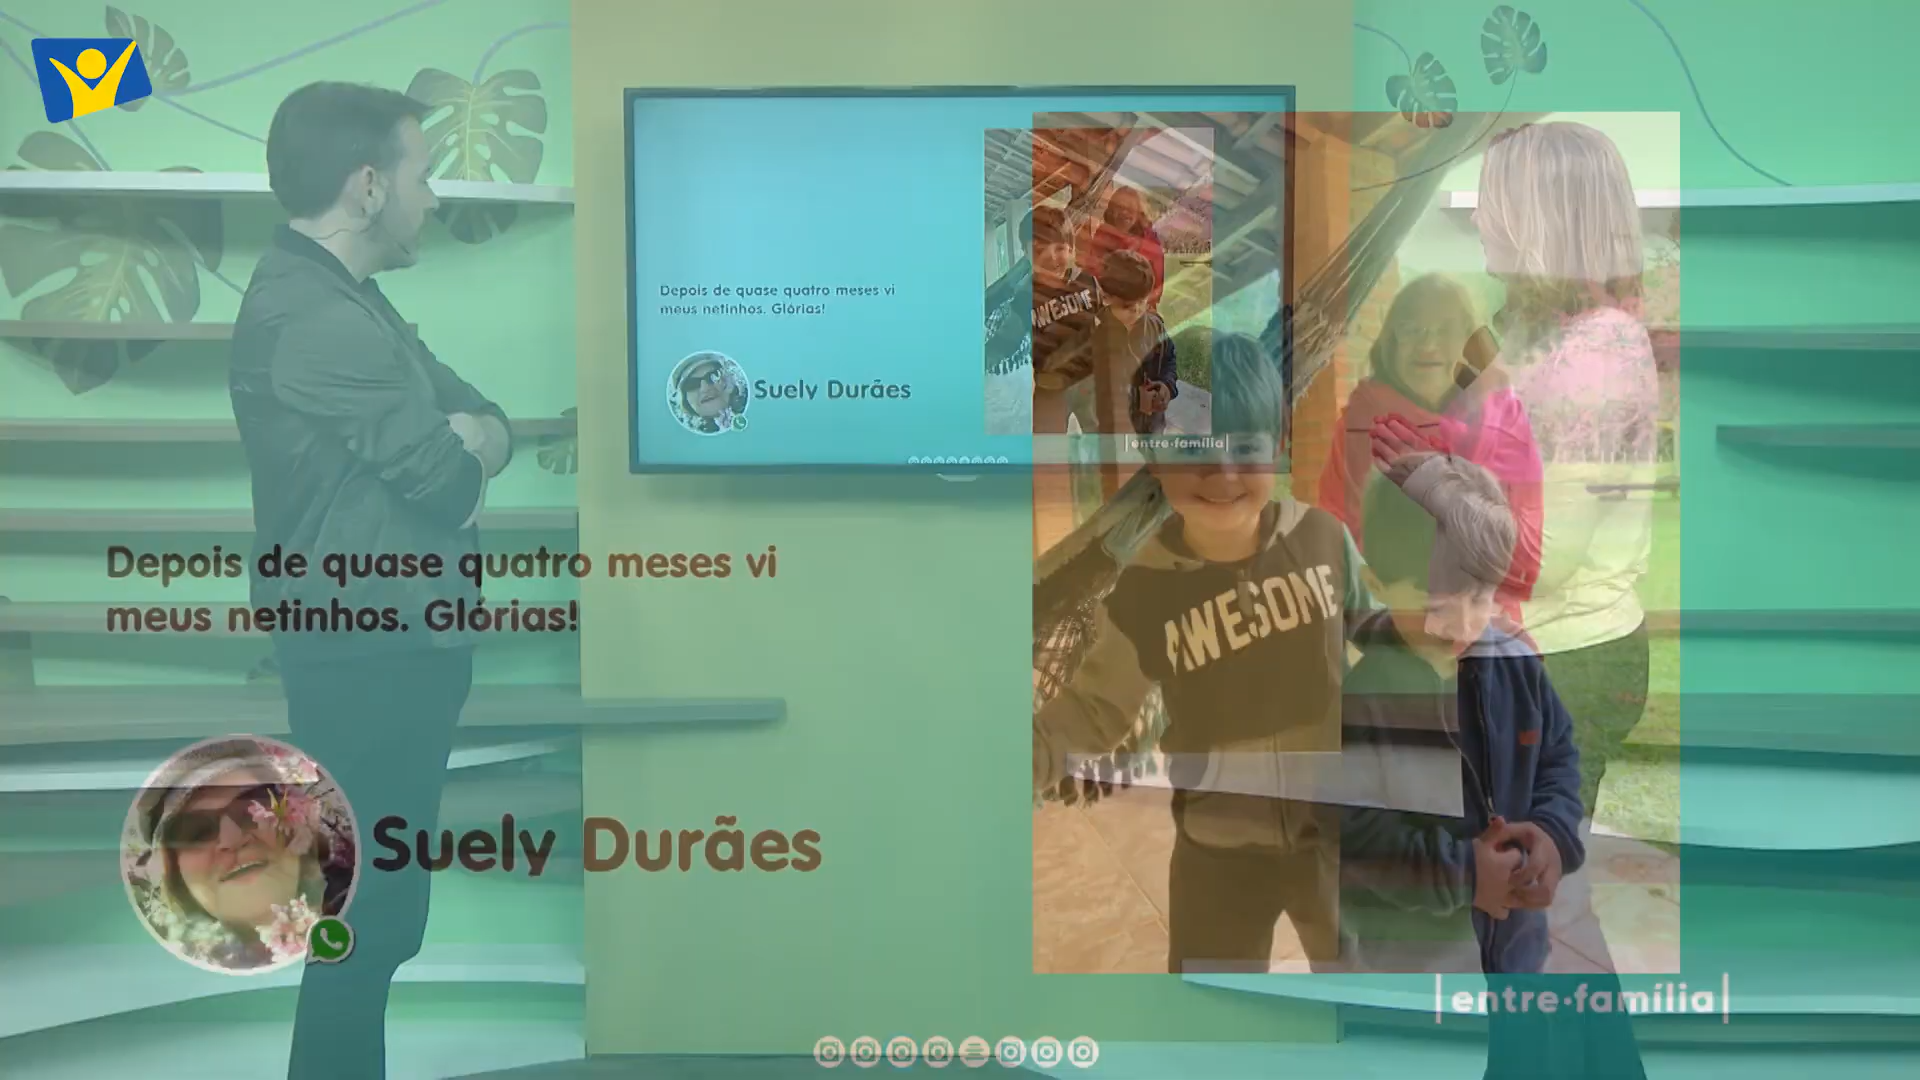 Depois de quase quatro meses vi
meus netinhos. Glórias!
Suely Durães
|entre·família|
AWESOME
AWESOME
Depois de quase quatro meses vi
meus netinhos. Glórias!
Suely Durães
|entre·família|